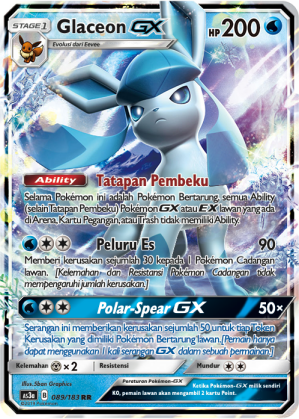 STAGE 1 Glaceon GX HP 200
Evolusi dari Eevee
Ability Tatapan Pembeku
Selama Pokémon ini adalah Pokémon Bertarung, semua Ability
(selain Tatapan Pembeku) Pokémon GX atau EX lawan yang ada
di Arena, Kartu Pegangan, atau Trash tidak memiliki Ability.
Peluru Es 90
Memberi kerusakan sejumlah 30 kepada 1 Pokémon Cadangan
lawan. [Kelemahan dan Resistansi Pokémon Cadangan tidak
mempengaruhi jumlah kerusakan.]
Polar-Spear GX 50×
Serangan ini memberikan kerusakan sejumlah 50 untuk tiap Token
Kerusakan yang dimiliki Pokémon Bertarung lawan. [Pemain hanya
dapat menggunakan 1 kali serangan GX dalam sebuah permainan.]
Kelemahan ×2 Resistansi Mundur
Illus. 5ban Graphics
Peraturan Pokémon-GX
Ketika Pokémon-GX milik sendiri
KO, pemain lawan akan mengambil 2 kartu Point.
AS3a B 089/183 RR